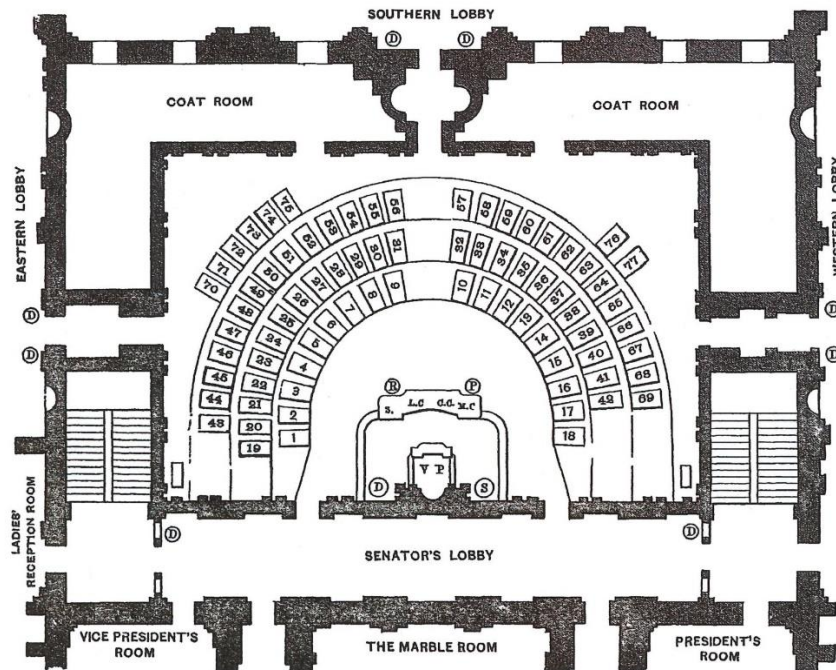 SOUTHERN LOBBY
D
D
COAT ROOM
COAT ROOM
EASTERN LOBBY
WESTERN LOBBY
D
D
D
D
70
71
72
73
74
75
76
77
43
44
45
46
47
48
49
50
51
52
53
54
55
56
57
58
59
60
61
62
63
64
65
66
67
68
69
19
20
21
22
23
24
25
26
27
28
29
30
31
32
33
34
35
36
37
38
39
40
41
42
1
2
3
4
5
6
7
8
9
10
11
12
13
14
15
16
17
18
R
P
S.
L.C
C.C.
M.C
V P
D
S
LADIES'
RECEPTION ROOM
D
D
SENATOR'S LOBBY
VICE PRESIDENT'S
ROOM
THE MARBLE ROOM
PRESIDENT'S
ROOM